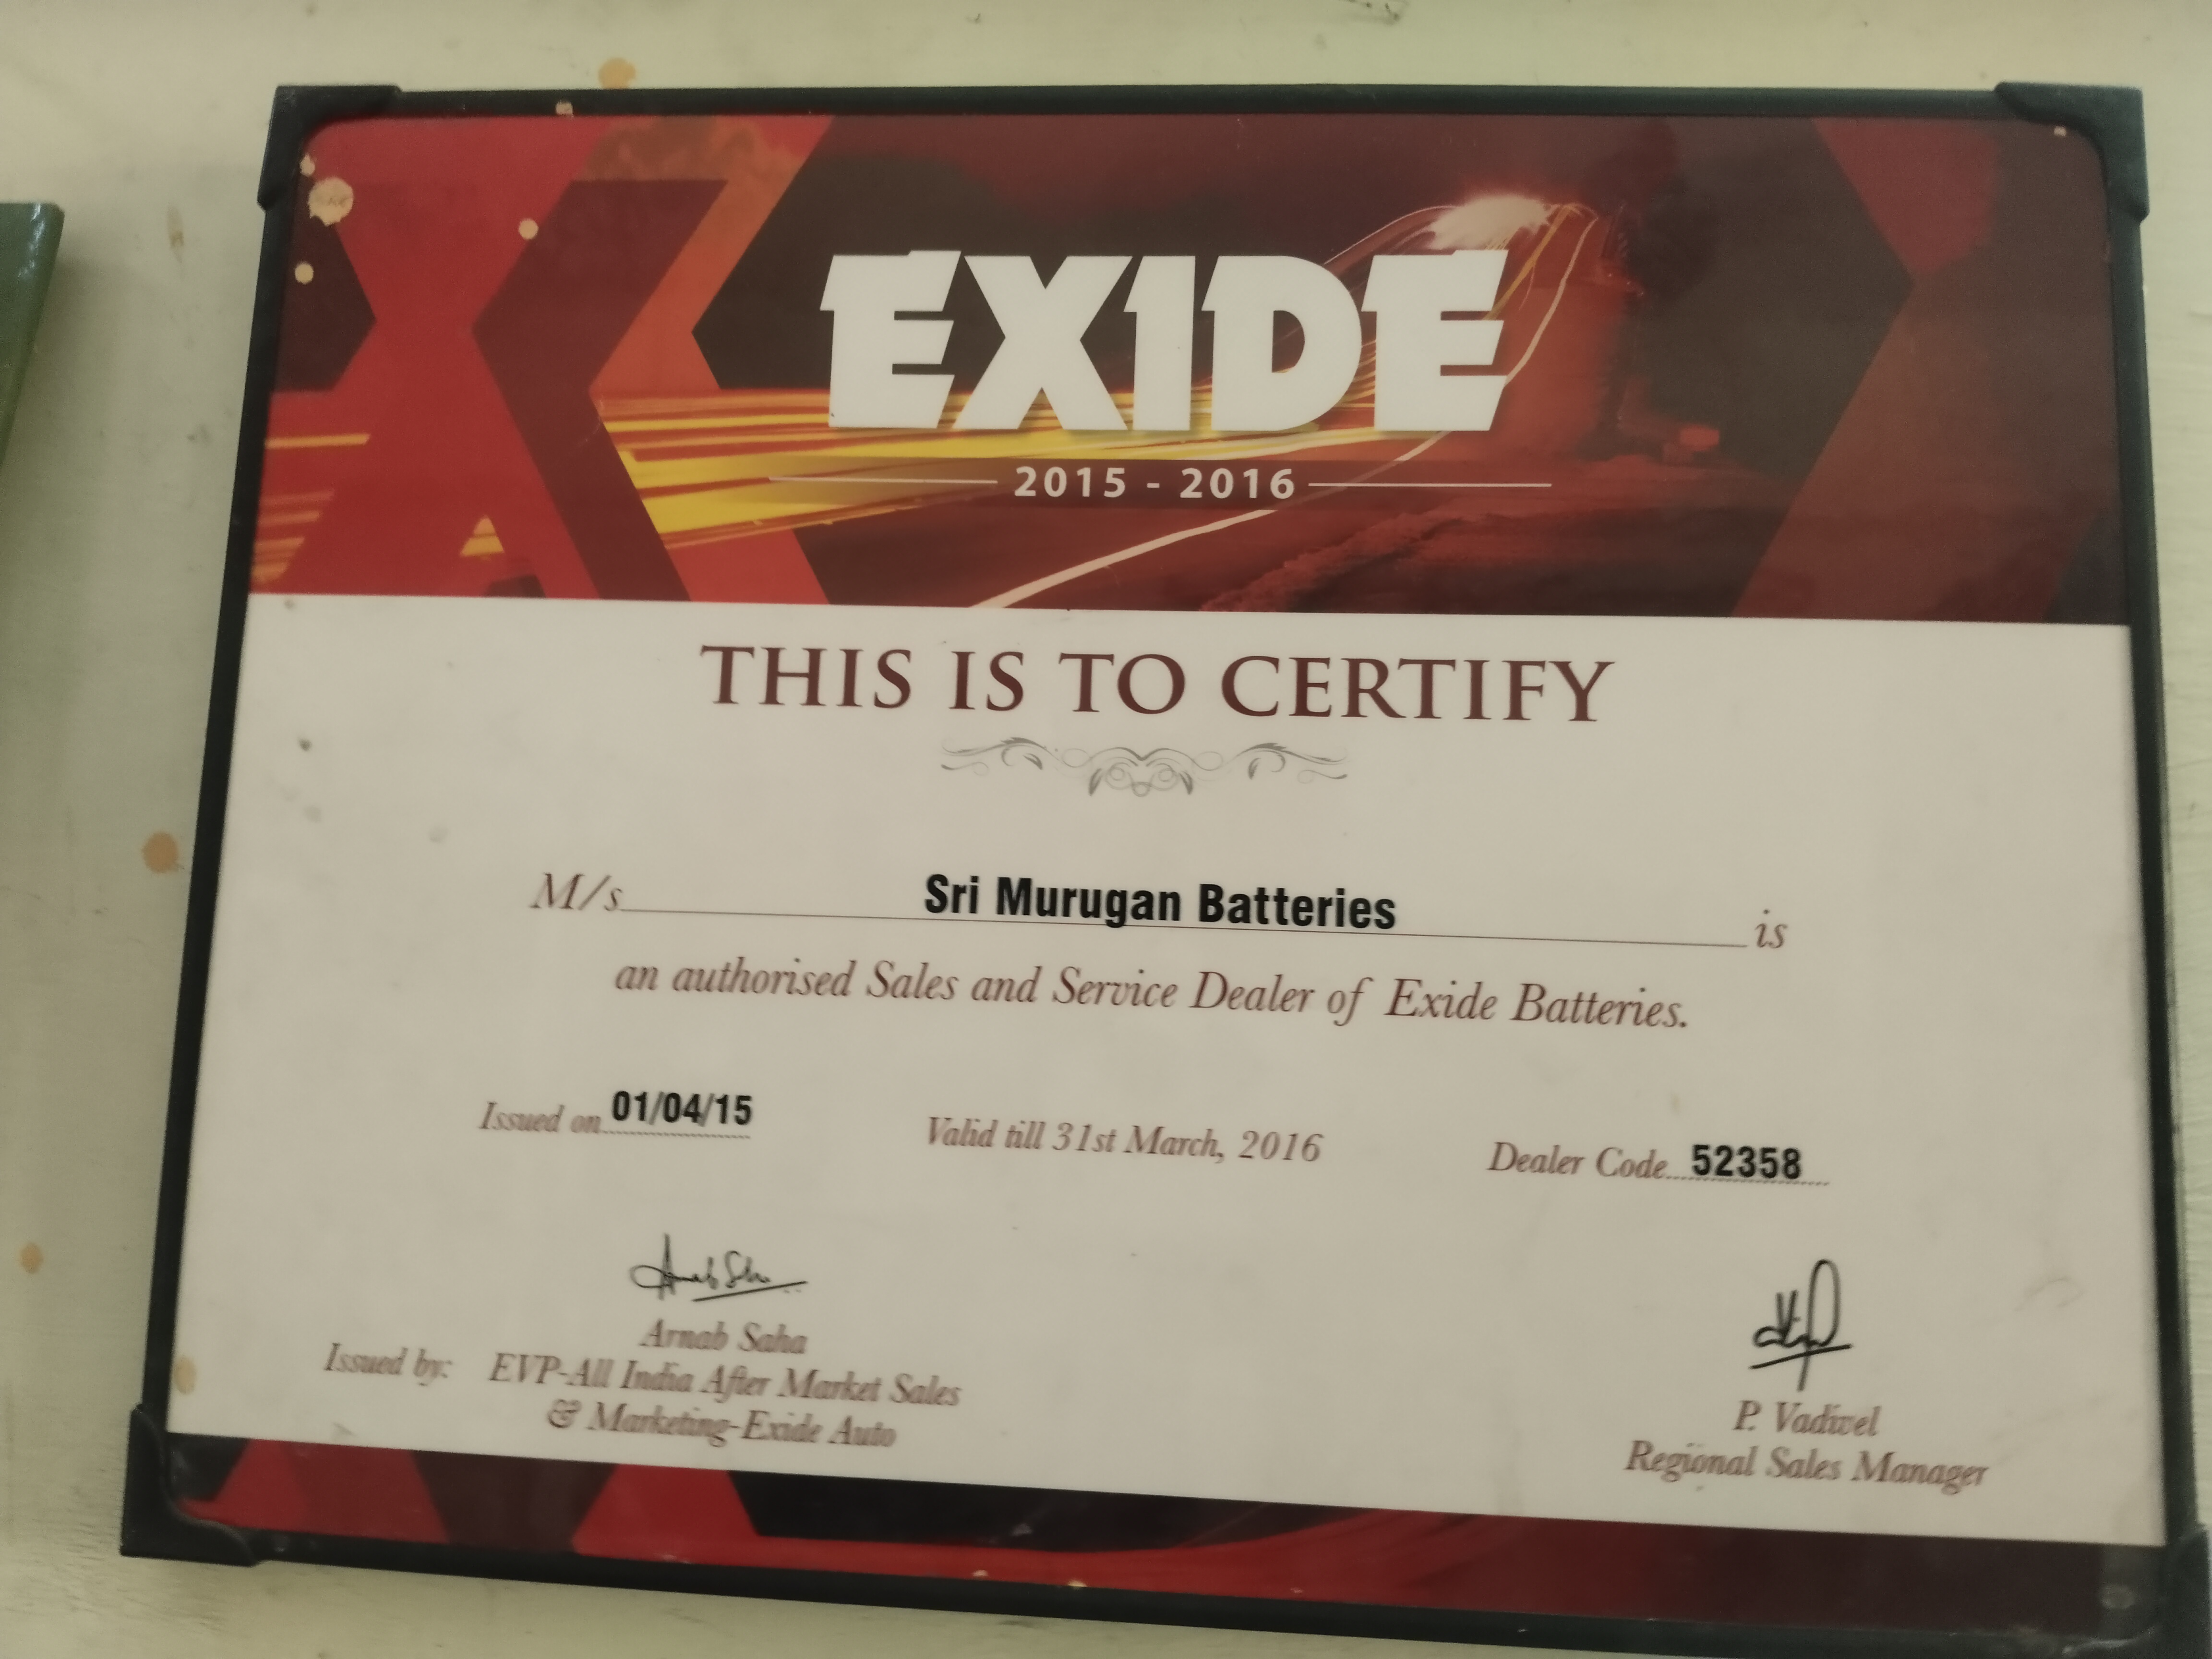 EXIDE
2015 - 2016
THIS IS TO CERTIFY
M/s Sri Murugan Batteries is
an authorised Sales and Service Dealer of Exide Batteries.
Issued on 01/04/15 Valid till 31st March, 2016 Dealer Code 52358
Arnab Saha
Issued by: EVP-All India After Market Sales
& Marketing-Exide Auto
P. Vadivel
Regional Sales Manager